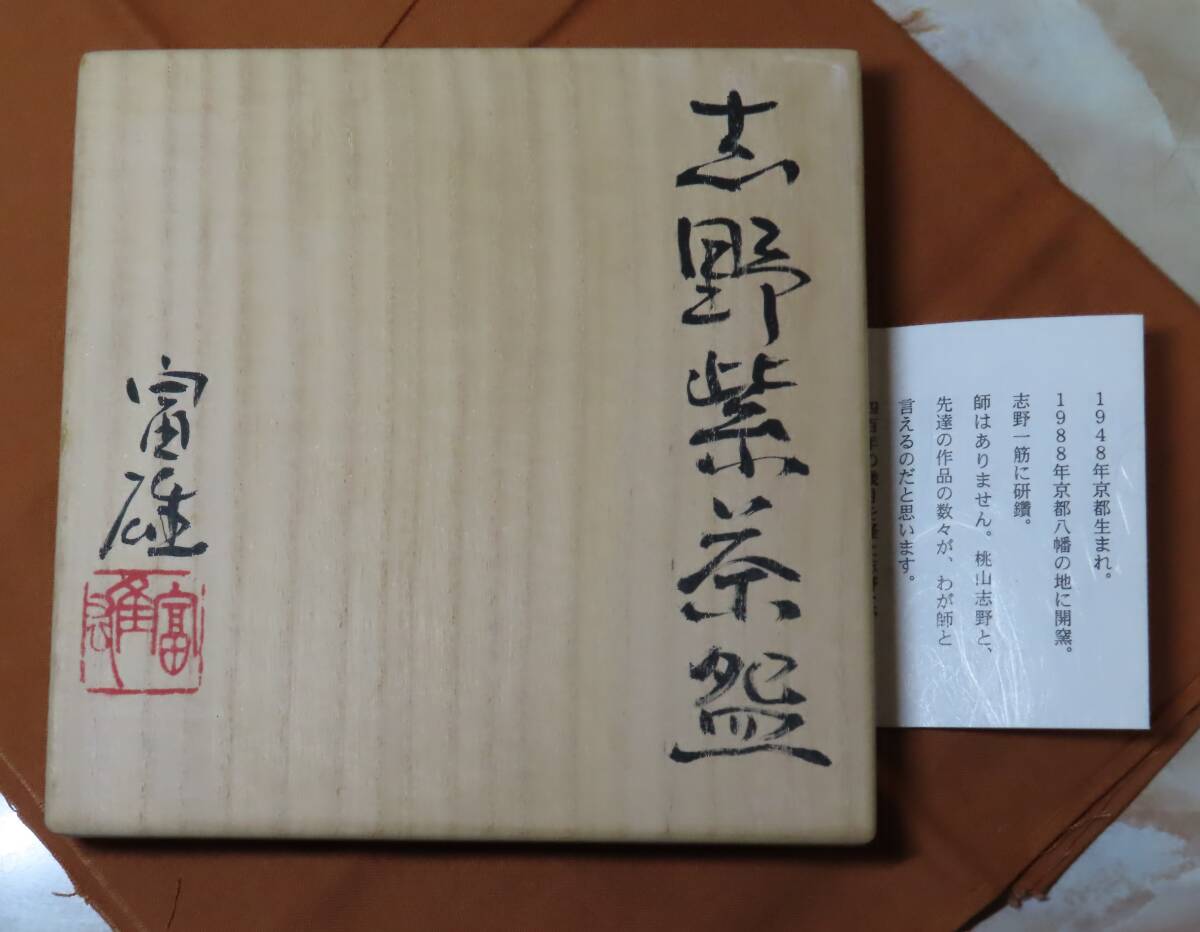 志野紫茶盌
富雄
富雄
1948年京都生まれ。
1988年京都八幡の地に開窯。
志野一筋に研鑽。
師はありません。桃山志野と、
先達の作品の数々が、わが師と
言えるのだと思います。